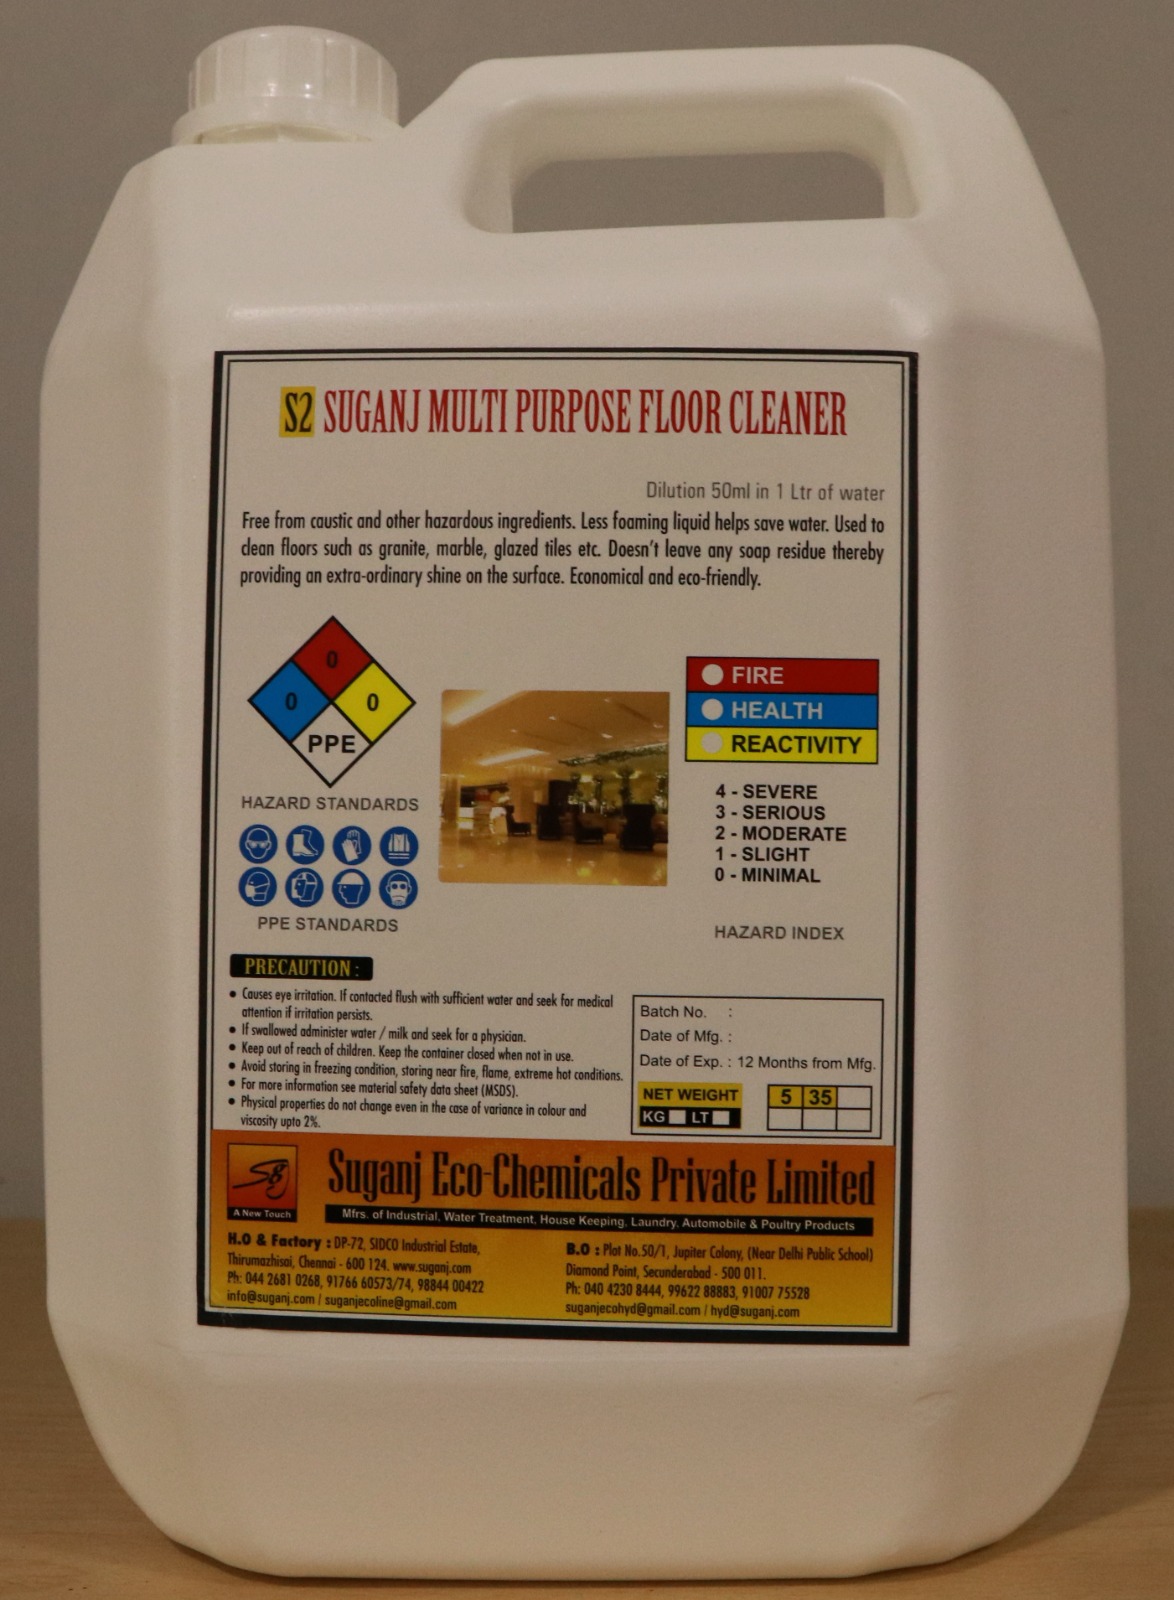 S2 SUGANJ MULTI PURPOSE FLOOR CLEANER
Dilution 50ml in 1 Ltr of water
Free from caustic and other hazardous ingredients. Less foaming liquid helps save water. Used to
clean floors such as granite, marble, glazed tiles etc. Doesn't leave any soap residue thereby
providing an extra-ordinary shine on the surface. Economical and eco-friendly.
0
0 0
PPE
HAZARD STANDARDS
PPE STANDARDS
FIRE
HEALTH
REACTIVITY
4 - SEVERE
3 - SERIOUS
2 - MODERATE
1 - SLIGHT
0 - MINIMAL
HAZARD INDEX
PRECAUTION :
• Causes eye irritation. If contacted flush with sufficient water and seek for medical
attention if irritation persists.
• If swallowed administer water / milk and seek for a physician.
• Keep out of reach of children. Keep the container closed when not in use.
• Avoid storing in freezing condition, storing near fire, flame, extreme hot conditions.
• For more information see material safety data sheet (MSDS).
• Physical properties do not change even in the case of variance in colour and
viscosity upto 2%.
Batch No. :
Date of Mfg. :
Date of Exp. : 12 Months from Mfg.
NET WEIGHT 5 35
KG LT
A New Touch
Suganj Eco-Chemicals Private Limited
Mfrs. of Industrial, Water Treatment, House Keeping, Laundry, Automobile & Poultry Products
H.O & Factory : DP-72, SIDCO Industrial Estate,
Thirumazhisai, Chennai - 600 124. www.suganj.com
Ph: 044 2681 0268, 91766 60573/74, 98844 00422
info@suganj.com / suganjecoline@gmail.com
B.O : Plot No.50/1, Jupiter Colony, (Near Delhi Public School)
Diamond Point, Secunderabad - 500 011.
Ph: 040 4230 8444, 99622 88883, 91007 75528
suganjecohyd@gmail.com / hyd@suganj.com